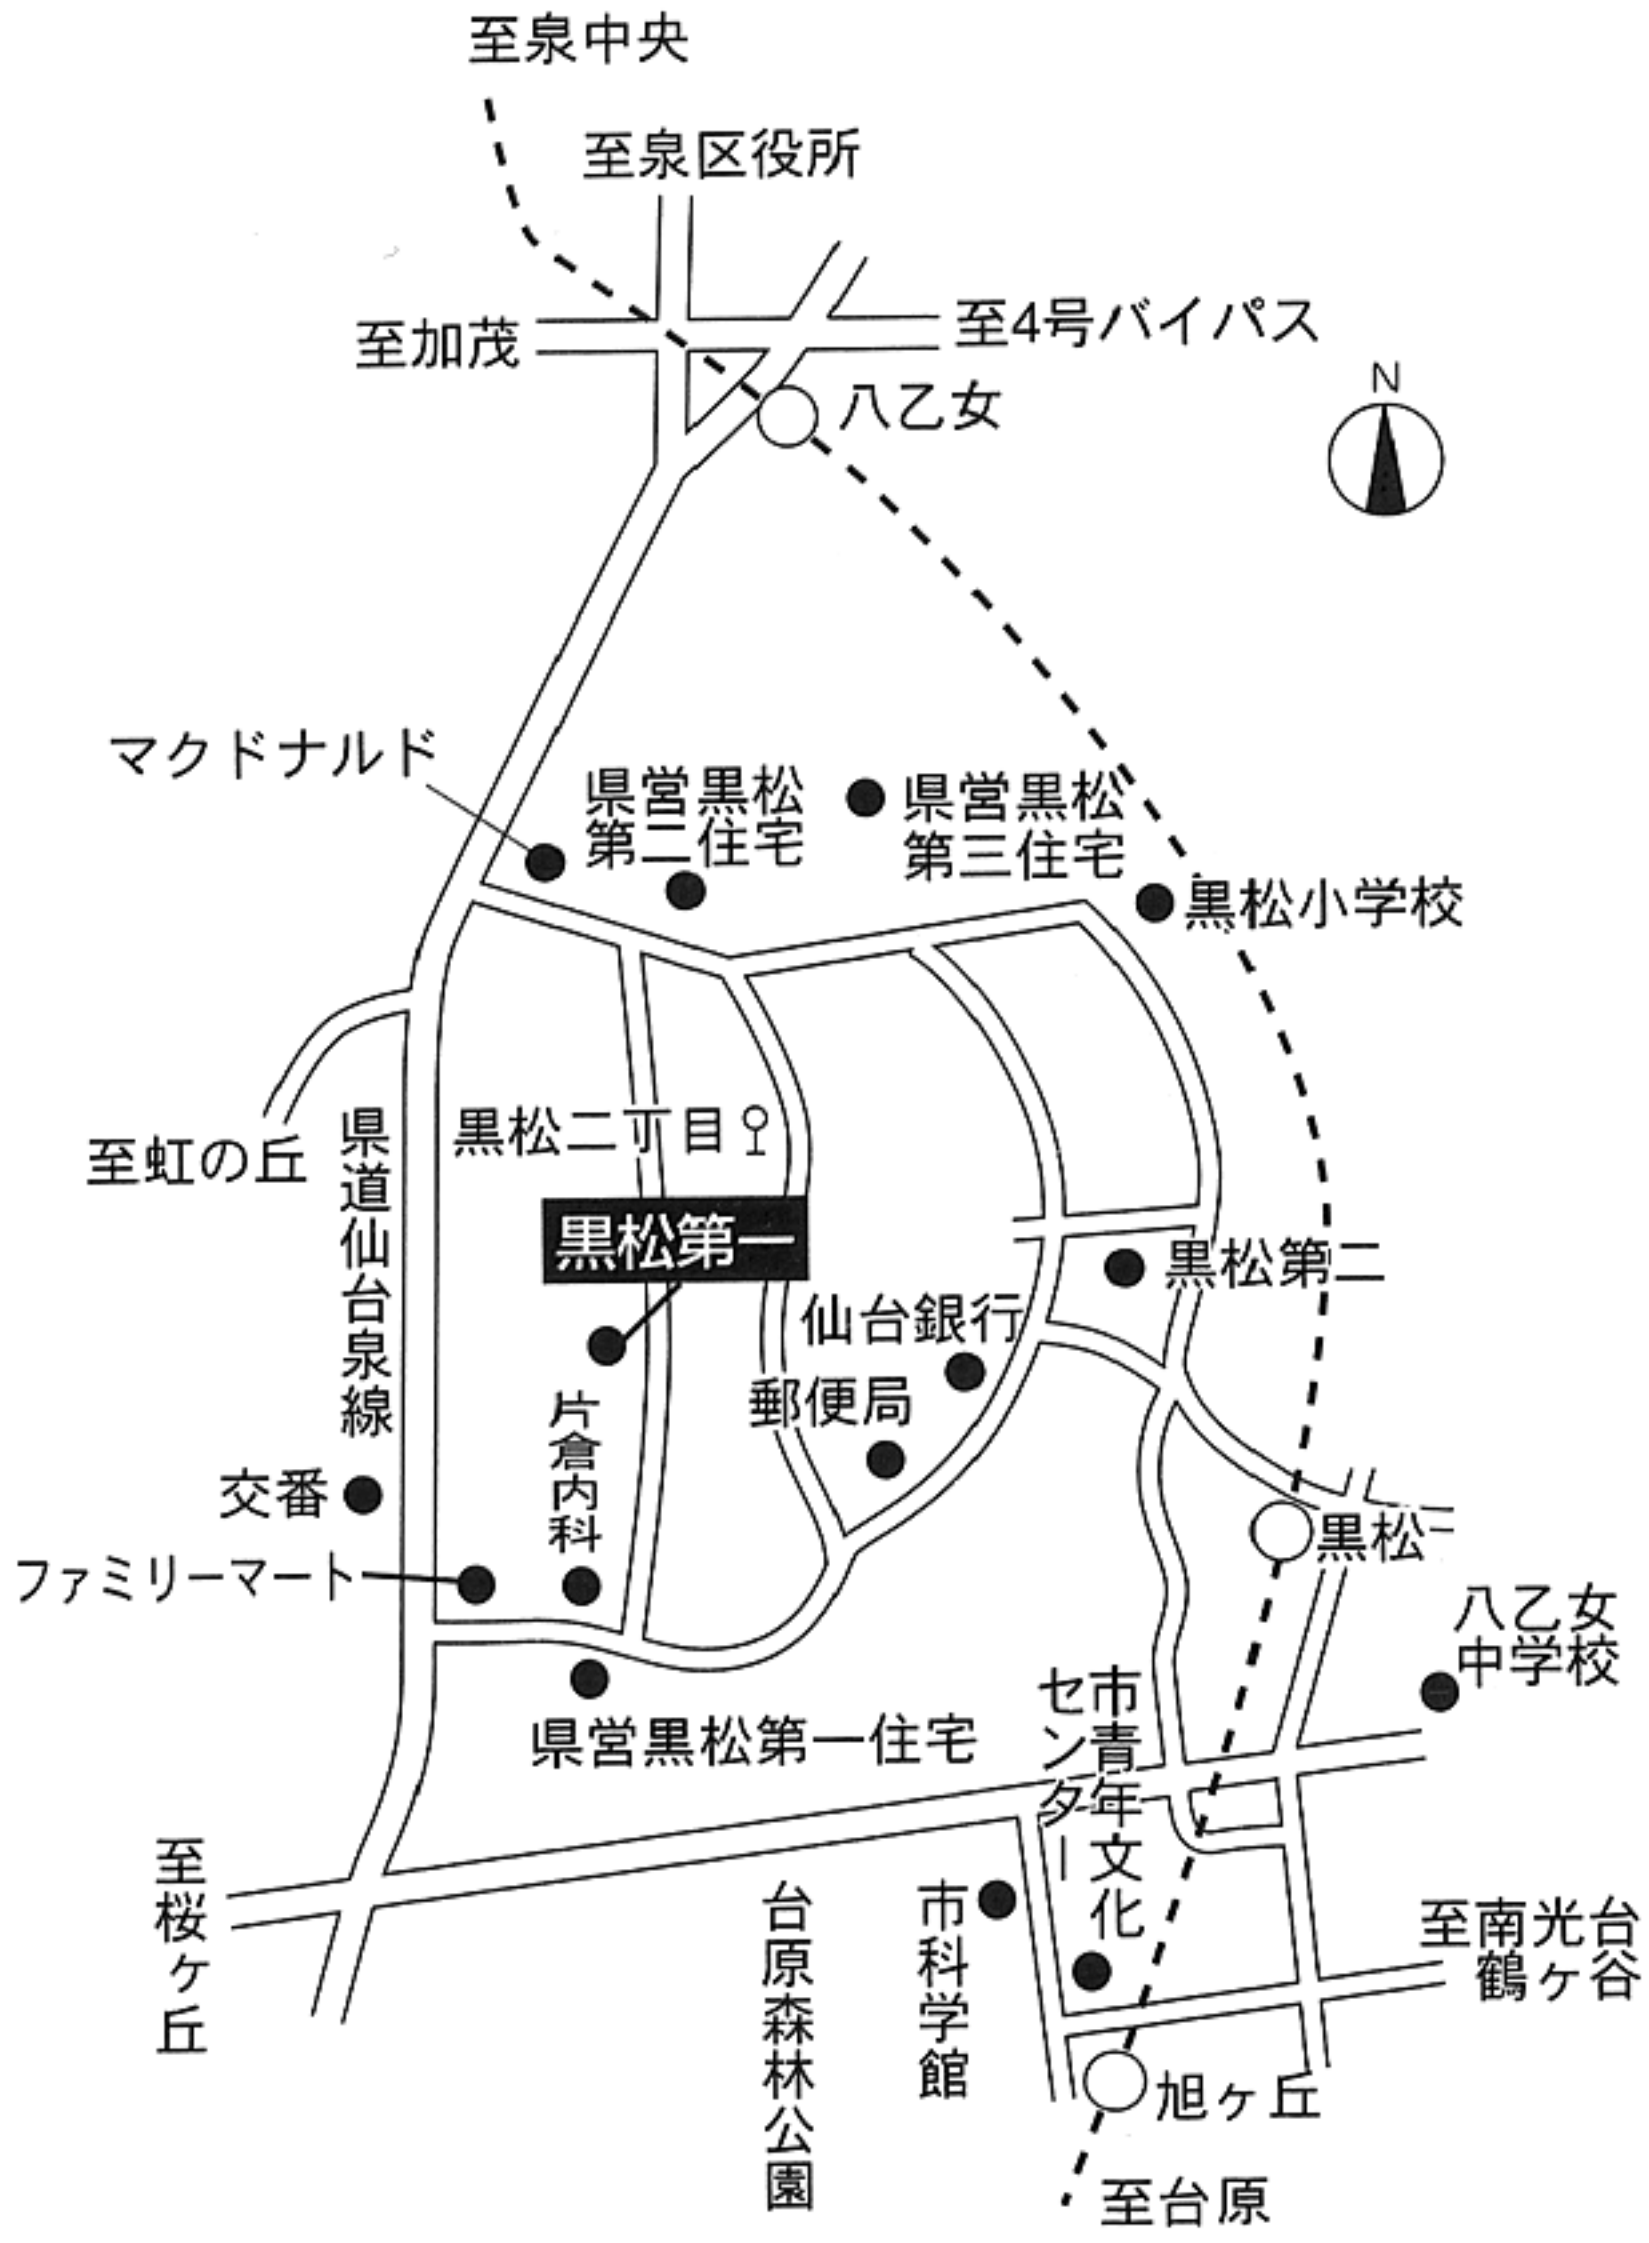 至泉中央
至泉区役所
至加茂
至4号バイパス
八乙女
N
マクドナルド
県営黒松
第二住宅
県営黒松
第三住宅
黒松小学校
至虹の丘
県道仙台泉線
黒松二丁目
黒松第一
黒松第二
仙台銀行
郵便局
片倉内科
交番
ファミリーマート
黒松
八乙女
中学校
県営黒松第一住宅
市青年文化
センター
至桜ヶ丘
台原森林公園
市科学館
至南光台
鶴ヶ谷
旭ヶ丘
至台原